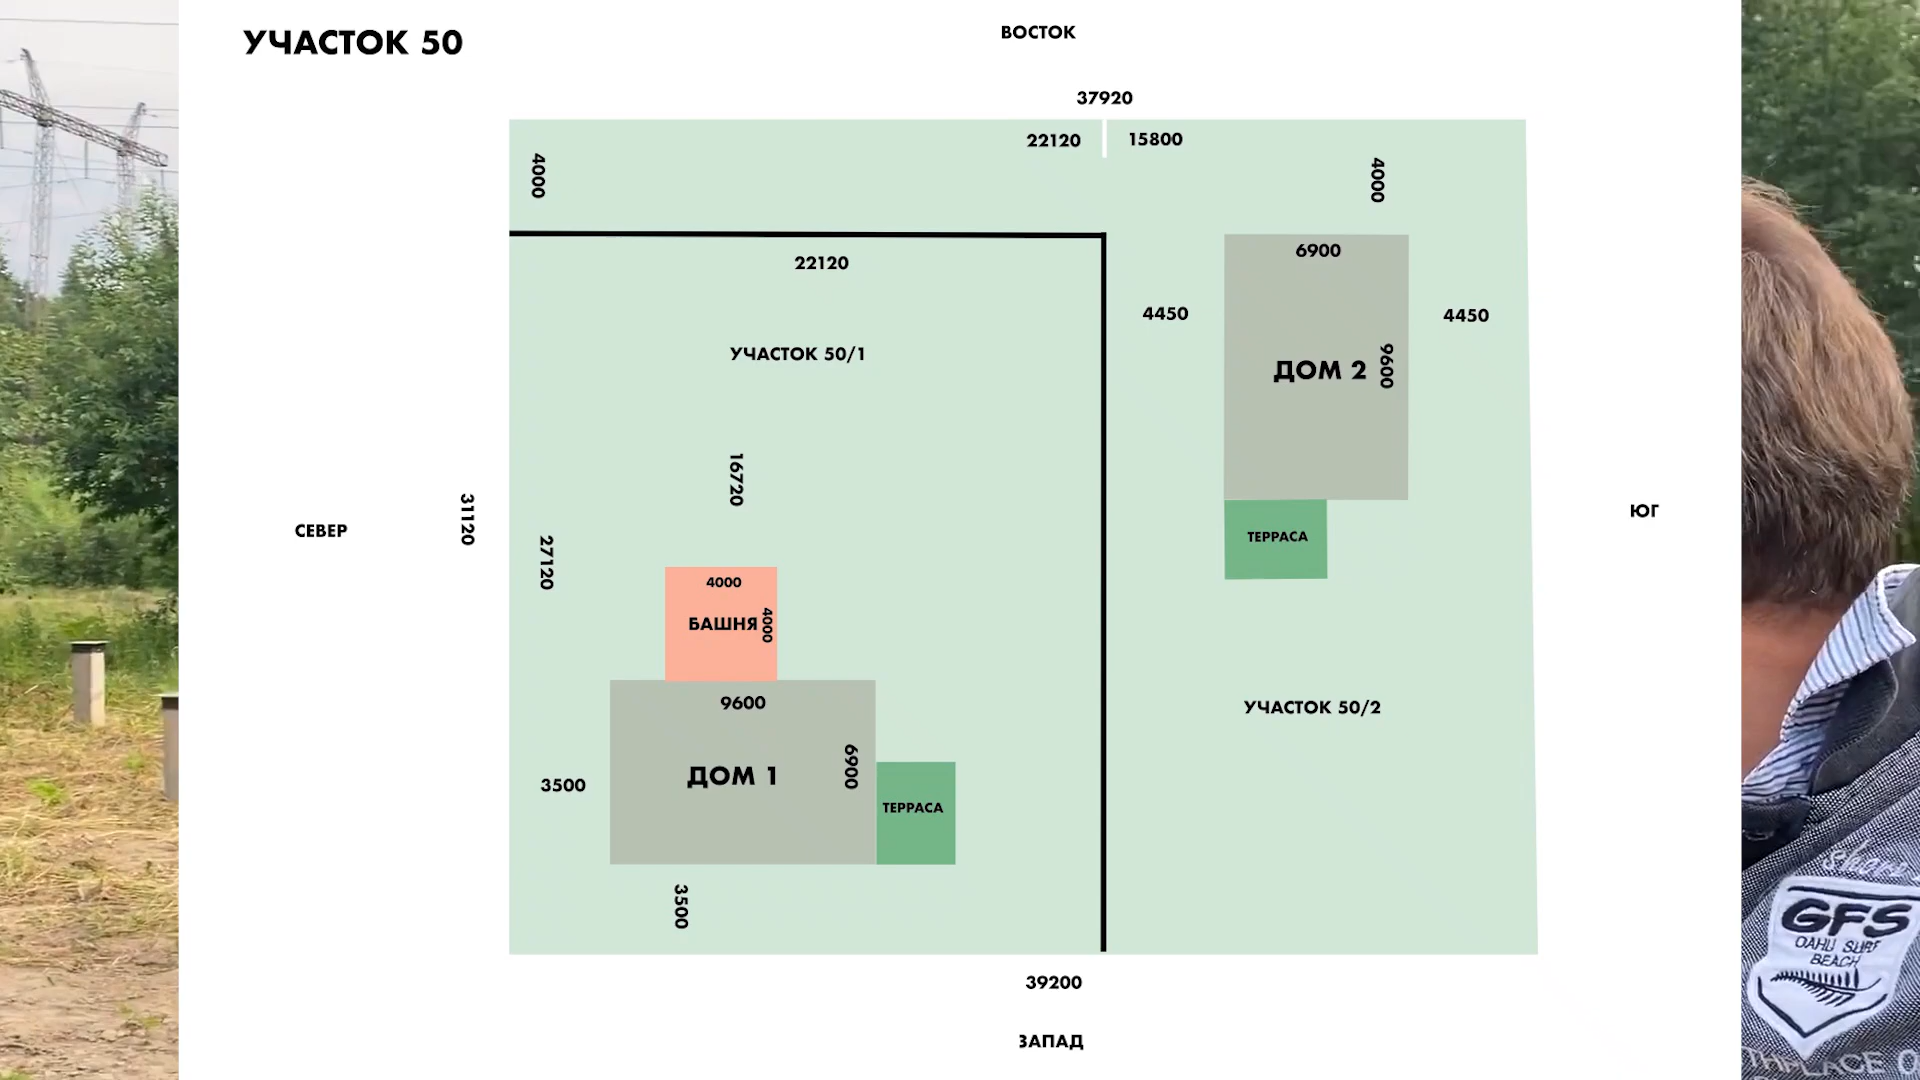 УЧАСТОК 50
ВОСТОК
37920
22120
15800
4000
4000
22120
6900
4450
4450
УЧАСТОК 50/1
ДОМ 2
9600
16720
31120
СЕВЕР
27120
ЮГ
ТЕРРАСА
4000
БАШНЯ
4000
9600
УЧАСТОК 50/2
ДОМ 1
6900
3500
ТЕРРАСА
3500
39200
ЗАПАД
GFS
OAHU SURF
BEACH